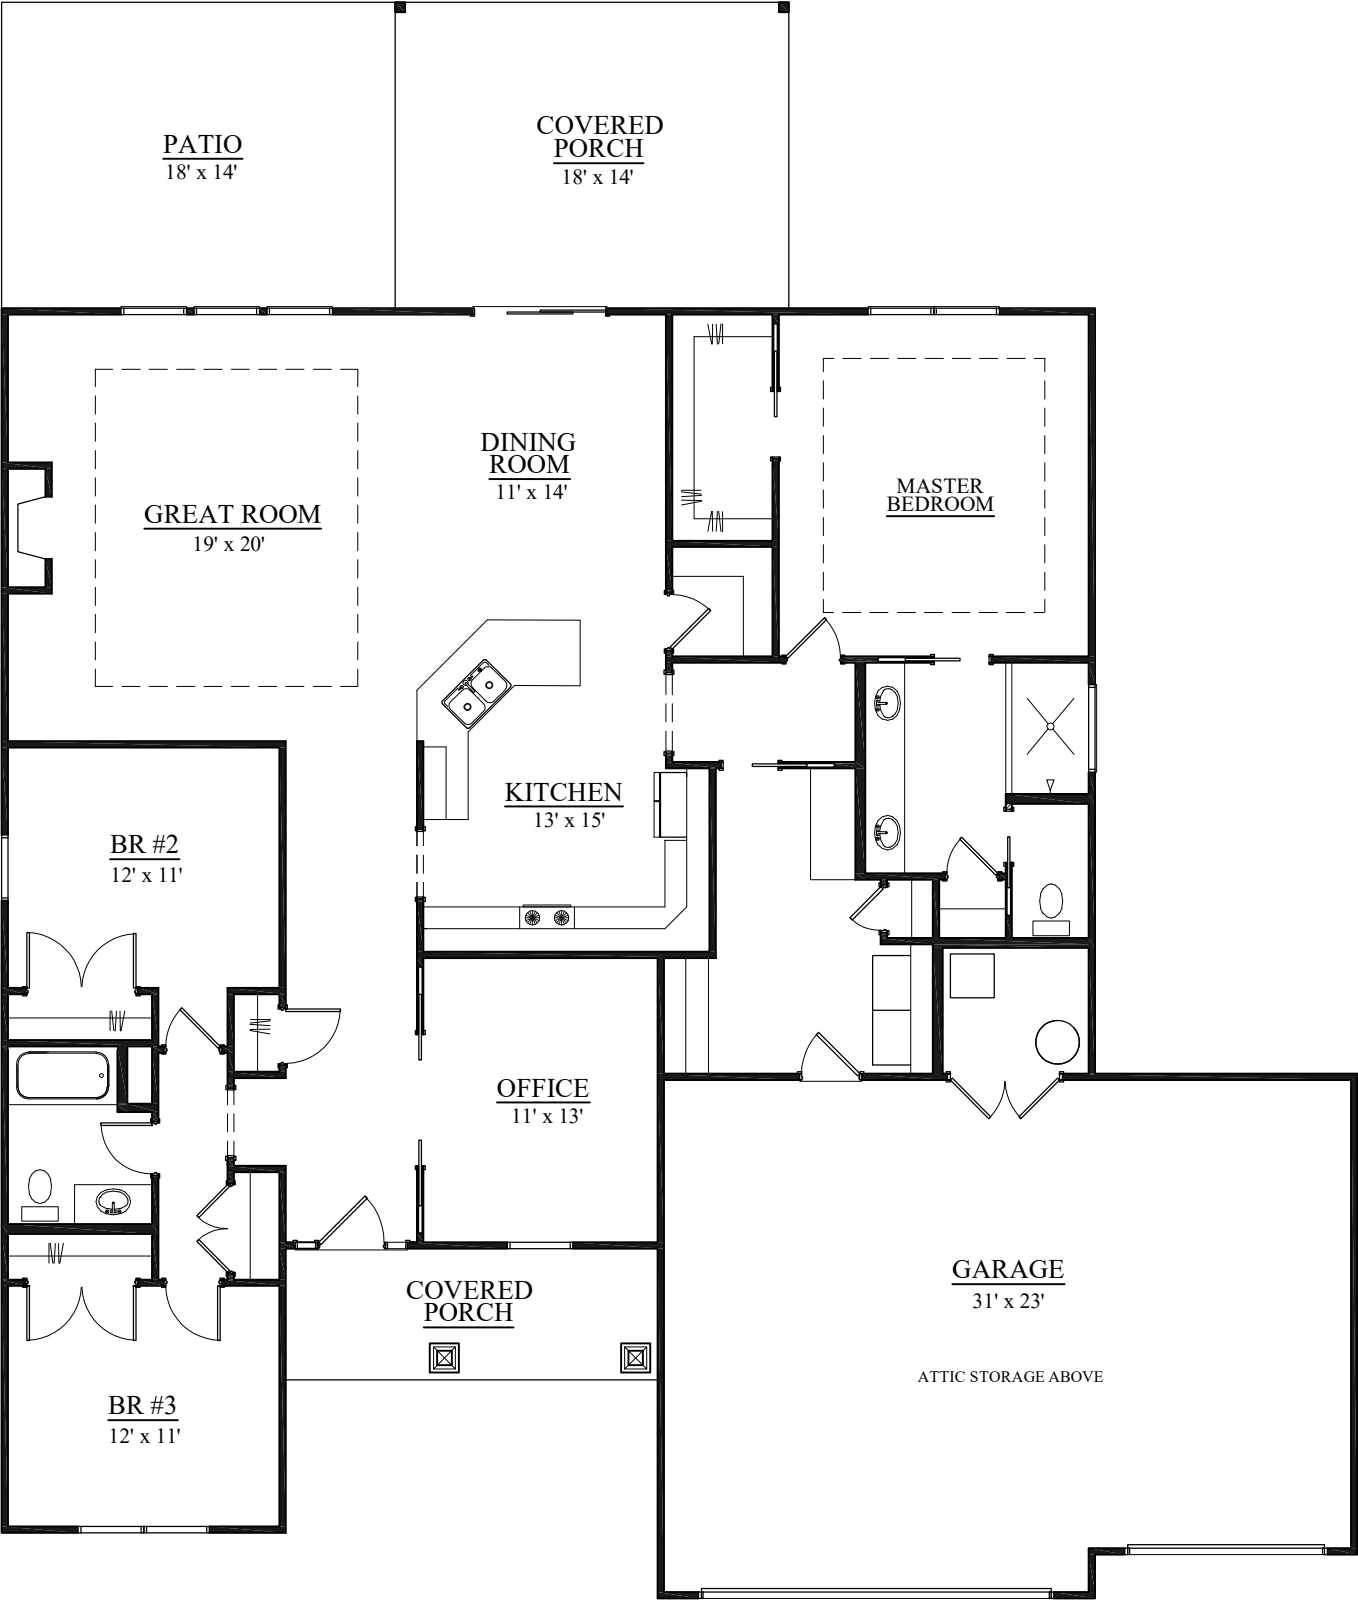 PATIO
18' x 14'
COVERED
PORCH
18' x 14'
GREAT ROOM
19' x 20'
DINING
ROOM
11' x 14'
MASTER
BEDROOM
KITCHEN
13' x 15'
BR #2
12' x 11'
OFFICE
11' x 13'
COVERED
PORCH
GARAGE
31' x 23'
ATTIC STORAGE ABOVE
BR #3
12' x 11'